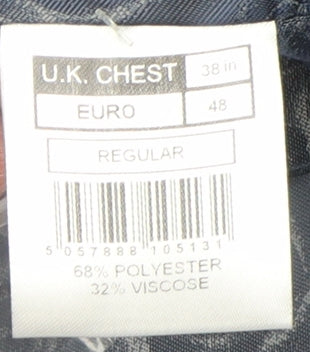 U.K. CHEST 38 in
EURO 48
REGULAR
5 057888 105131
68% POLYESTER
32% VISCOSE